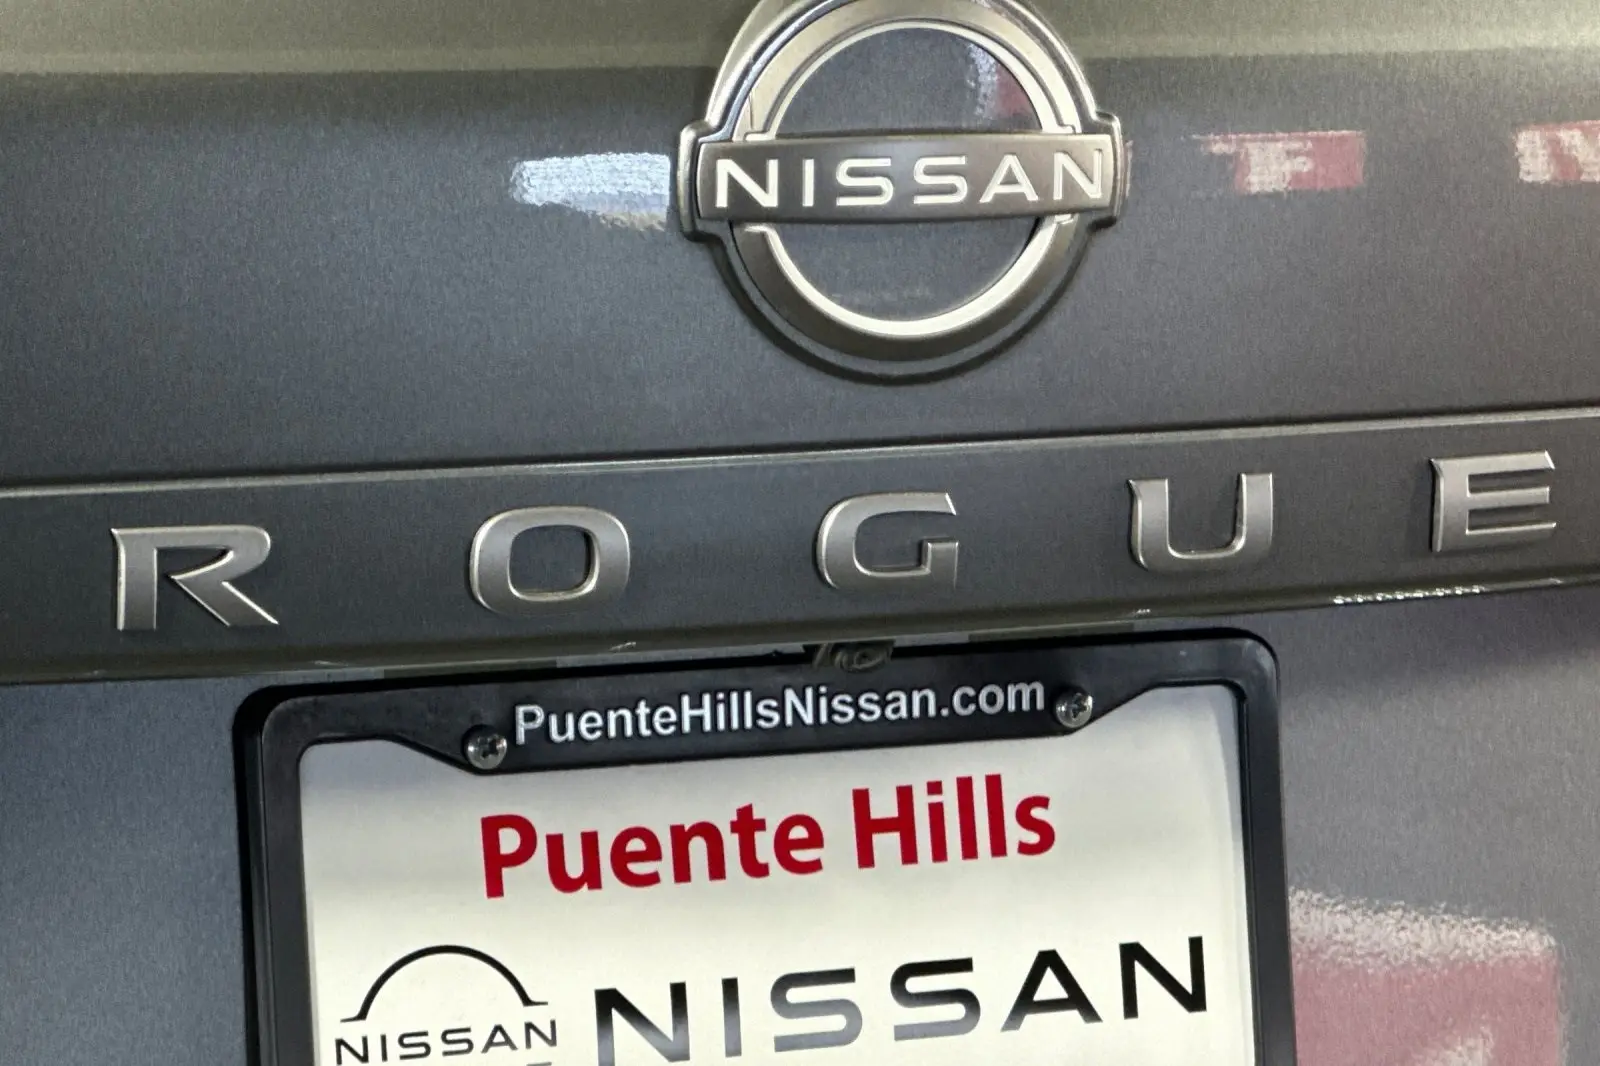 NISSAN
ROGUE
PuenteHillsNissan.com
Puente Hills
NISSAN
NISSAN